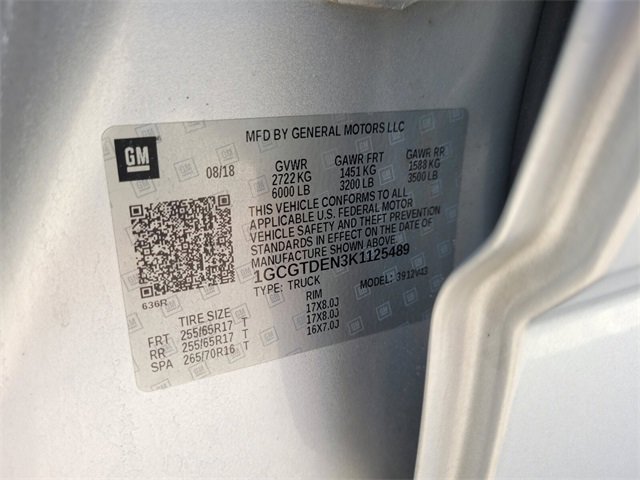 MFD BY GENERAL MOTORS LLC
GM
08/18
GVWR GAWR FRT GAWR RR
2722 KG 1451 KG 1588 KG
6000 LB 3200 LB 3500 LB
THIS VEHICLE CONFORMS TO ALL
APPLICABLE U.S. FEDERAL MOTOR
VEHICLE SAFETY AND THEFT PREVENTION
STANDARDS IN EFFECT ON THE DATE OF
MANUFACTURE SHOWN ABOVE.
1GCGTDEN3K1125489
TYPE: TRUCK MODEL: 3912V43
636R
TIRE SIZE RIM
FRT 255/65R17 T 17X8.0J
RR 255/65R17 T 17X8.0J
SPA 265/70R16 T 16X7.0J